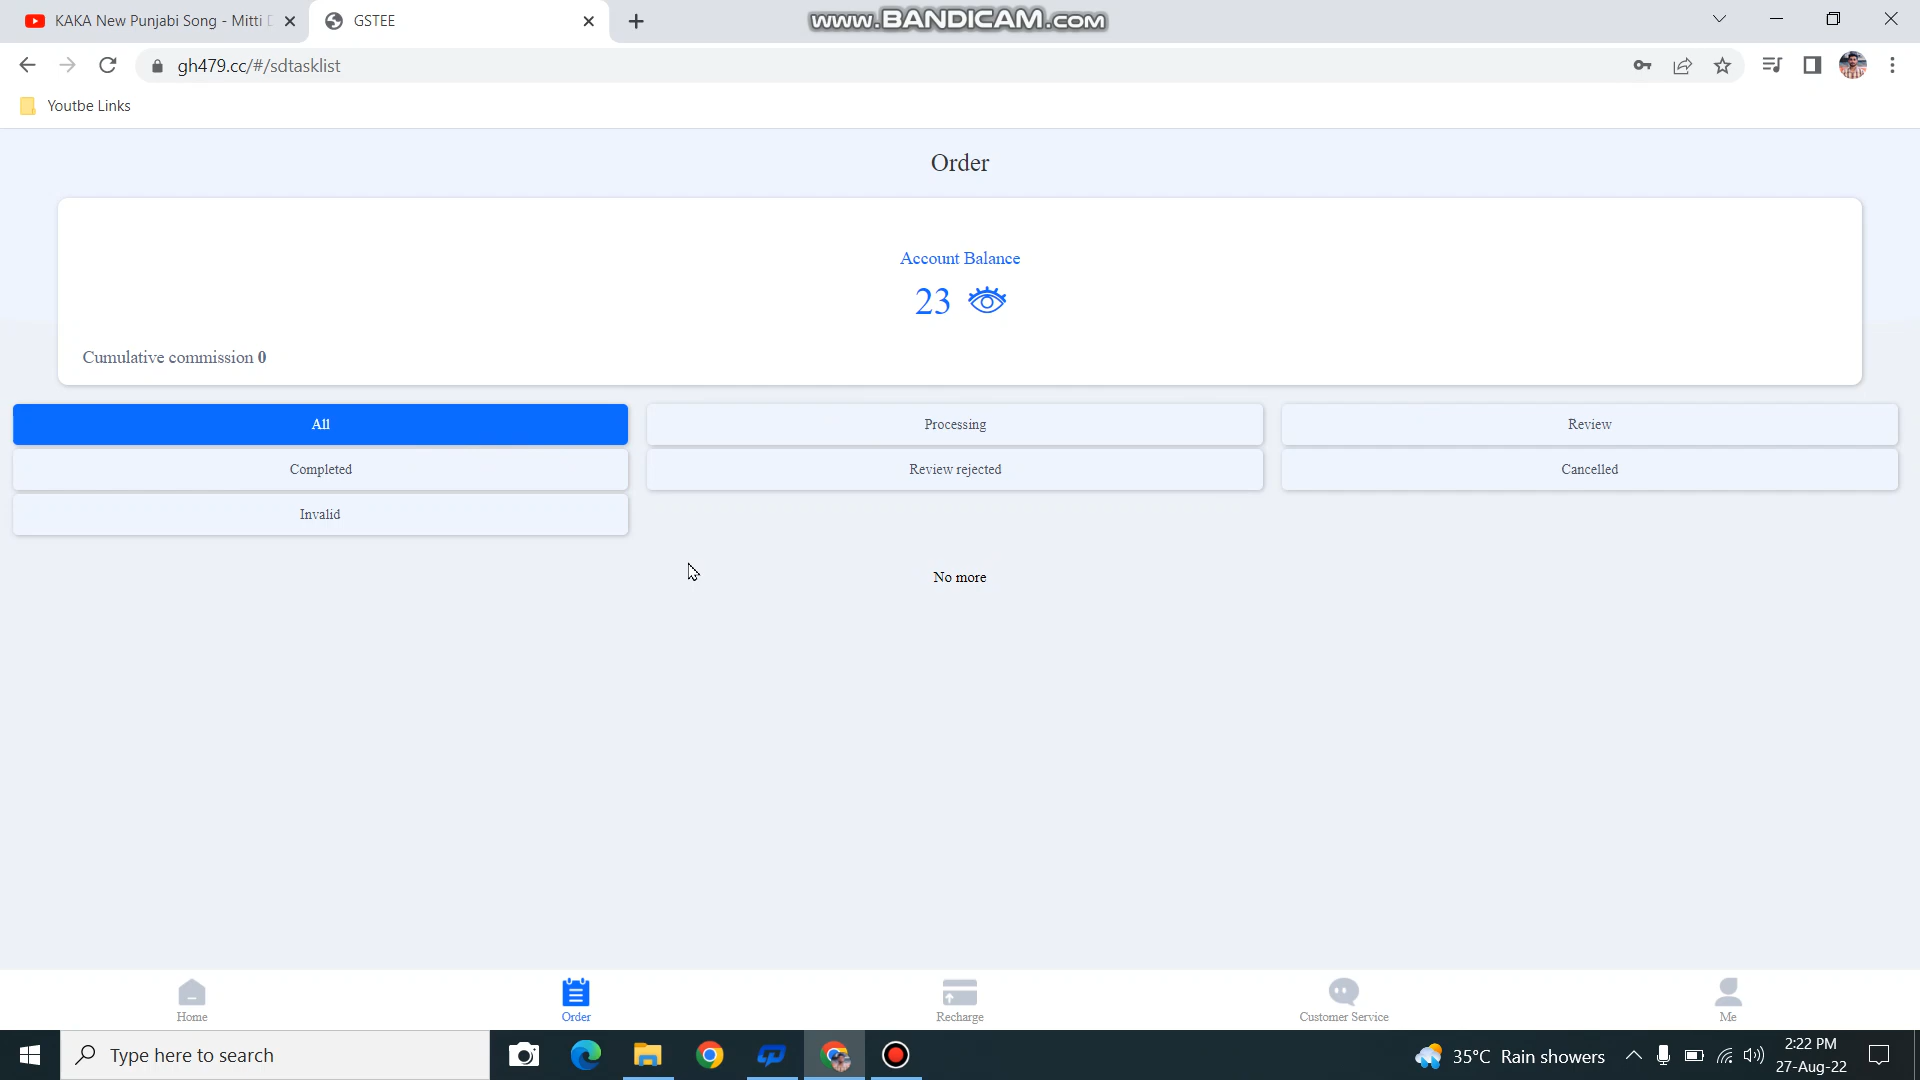 KAKA New Punjabi Song - Mitti
GSTEE
www.BANDICAM.com
gh479.cc/#/sdtasklist
Youtbe Links
Order
Account Balance
23
Cumulative commission 0
All
Processing
Review
Completed
Review rejected
Cancelled
Invalid
No more
Home
Order
Recharge
Customer Service
Me
Type here to search
35°C Rain showers
2:22 PM
27-Aug-22